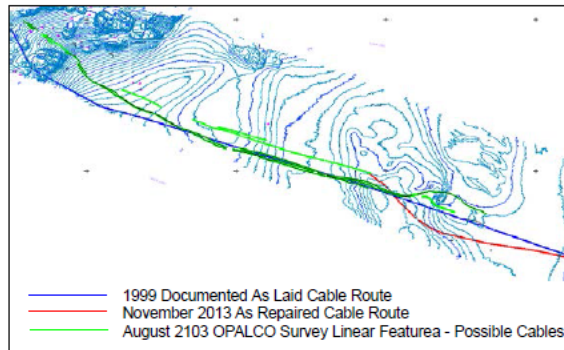 1999 Documented As Laid Cable Route
November 2013 As Repaired Cable Route
August 2103 OPALCO Survey Linear Featurea - Possible Cables